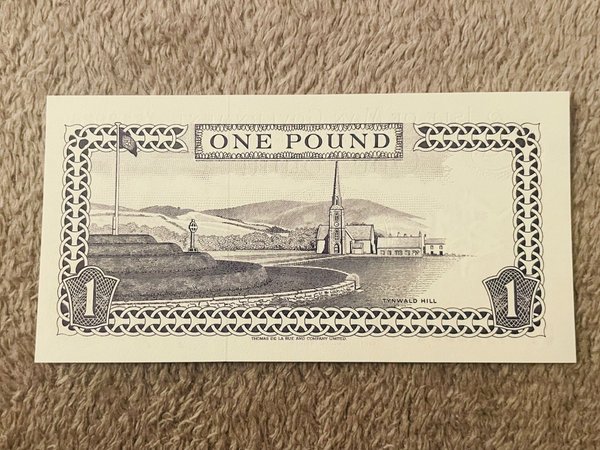 ONE POUND
TYNWALD HILL
1
1
THOMAS DE LA RUE AND COMPANY LIMITED.